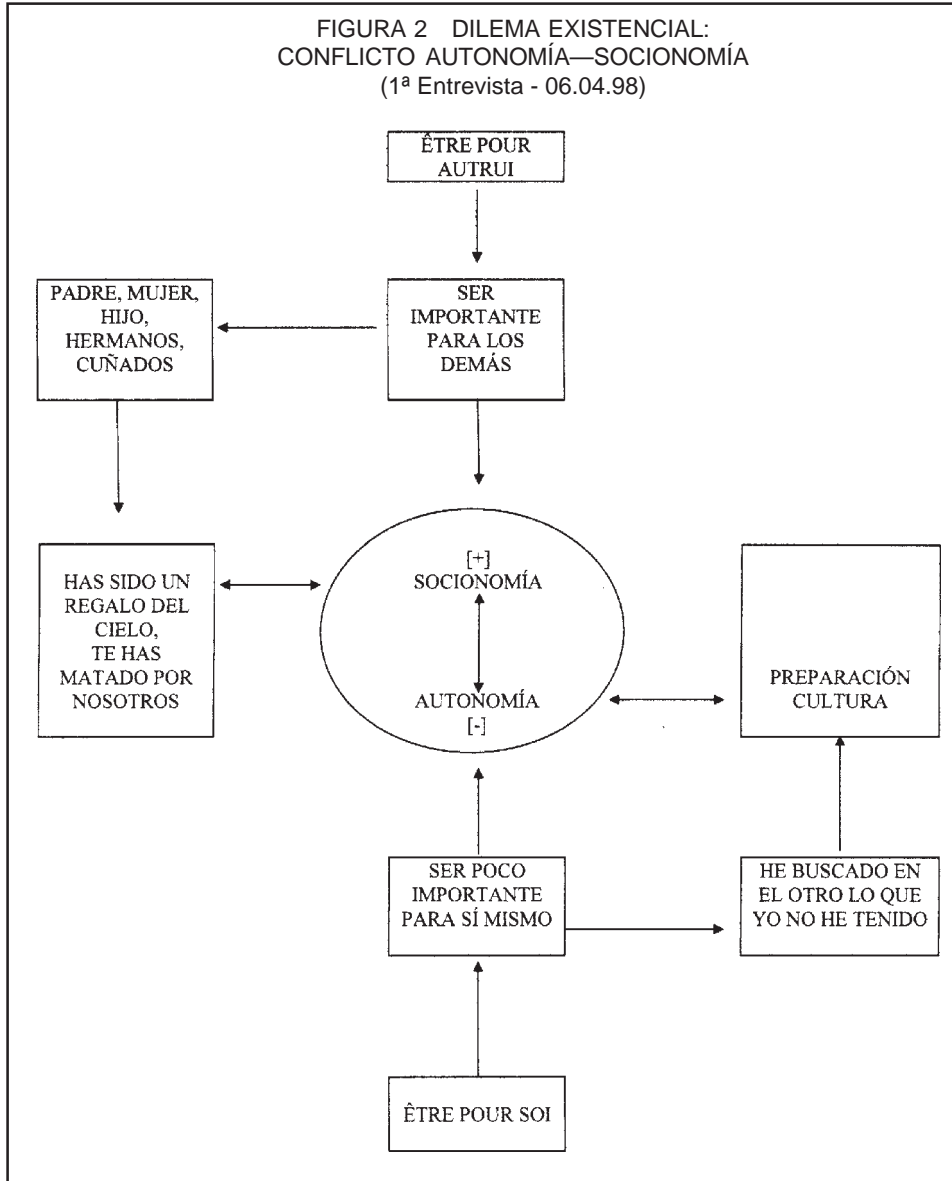 FIGURA 2 DILEMA EXISTENCIAL:
CONFLICTO AUTONOMÍA—SOCIONOMÍA
(1ª Entrevista - 06.04.98)
ÊTRE POUR
AUTRUI
PADRE, MUJER,
HIJO,
HERMANOS,
CUÑADOS
SER
IMPORTANTE
PARA LOS
DEMÁS
HAS SIDO UN
REGALO DEL
CIELO,
TE HAS
MATADO POR
NOSOTROS
[+]
SOCIONOMÍA
AUTONOMÍA
[-]
PREPARACIÓN
CULTURA
SER POCO
IMPORTANTE
PARA SÍ MISMO
HE BUSCADO EN
EL OTRO LO QUE
YO NO HE TENIDO
ÊTRE POUR SOI